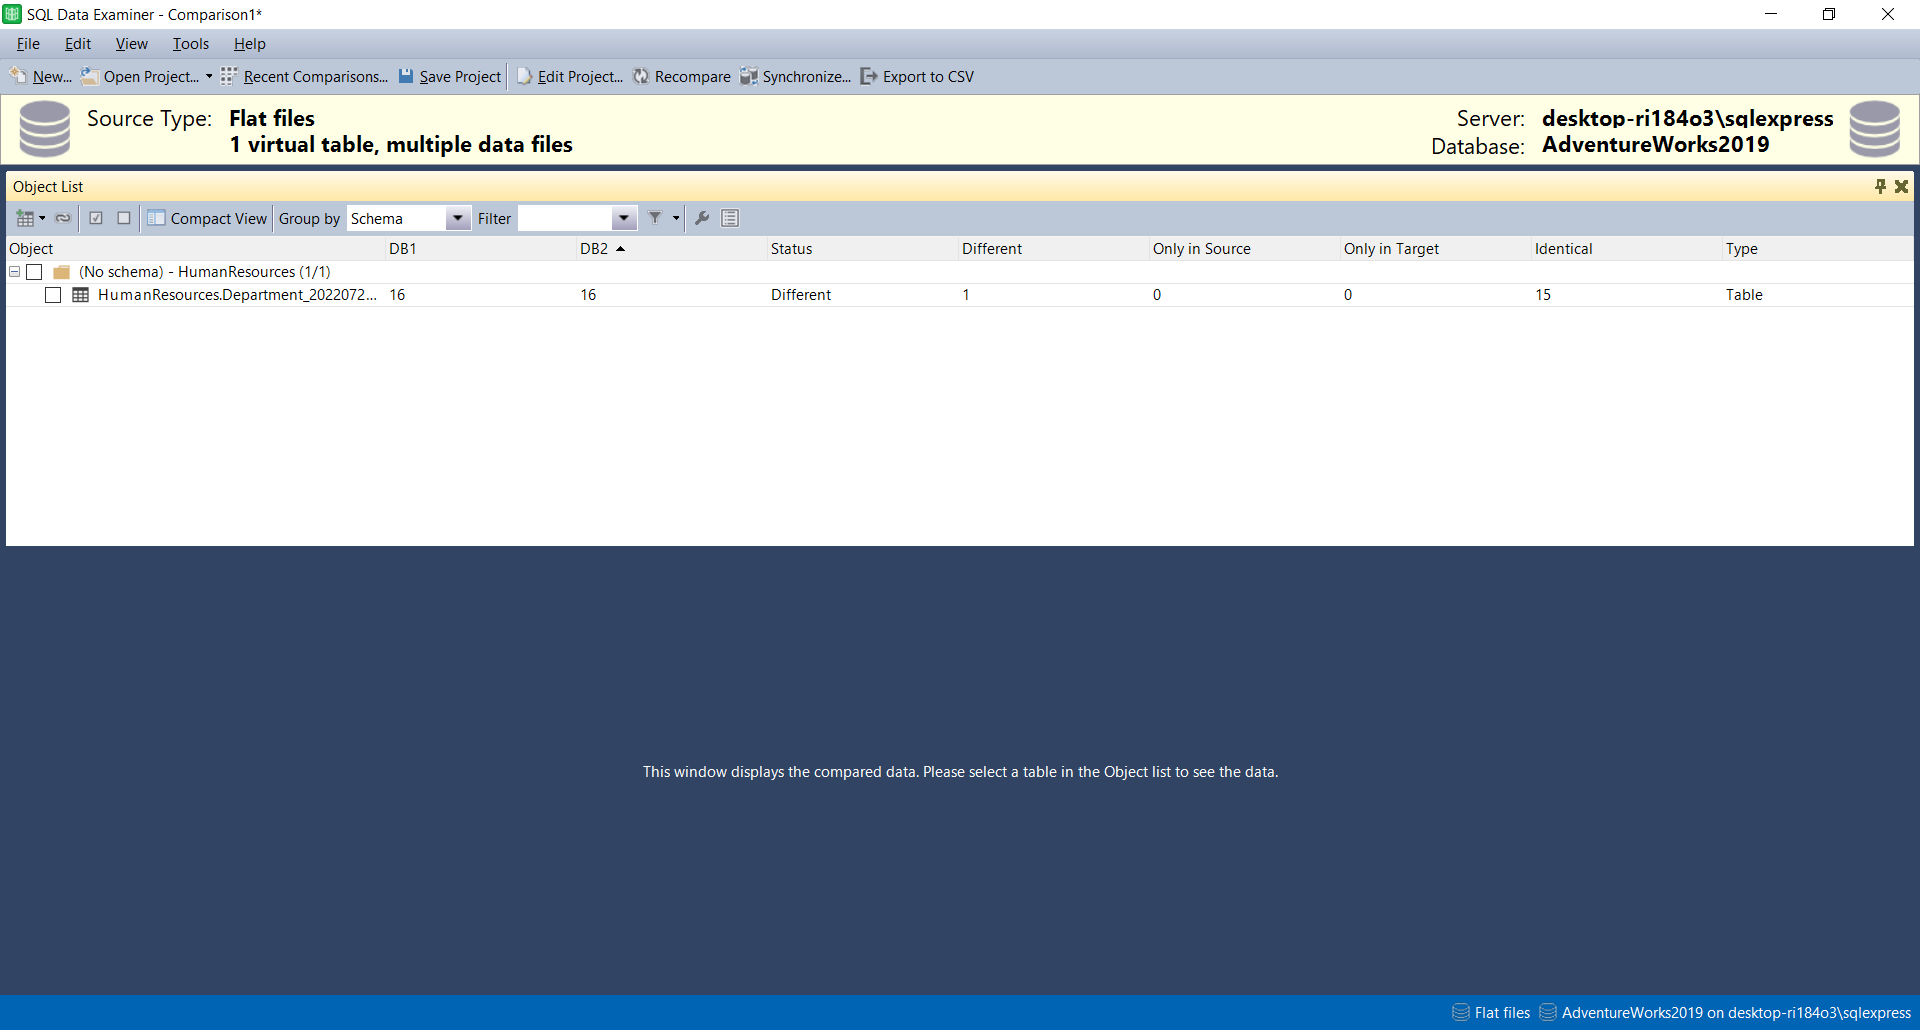 SQL Data Examiner - Comparison1*
File Edit View Tools Help
New... Open Project... Recent Comparisons... Save Project Edit Project... Recompare Synchronize... Export to CSV
Source Type: Flat files
1 virtual table, multiple data files
Server: desktop-ri184o3\sqlexpress
Database: AdventureWorks2019
Object List
Compact View Group by Schema Filter
Object DB1 DB2 Status Different Only in Source Only in Target Identical Type
(No schema) - HumanResources (1/1)
HumanResources.Department_2022072... 16 16 Different 1 0 0 15 Table
This window displays the compared data. Please select a table in the Object list to see the data.
Flat files AdventureWorks2019 on desktop-ri184o3\sqlexpress